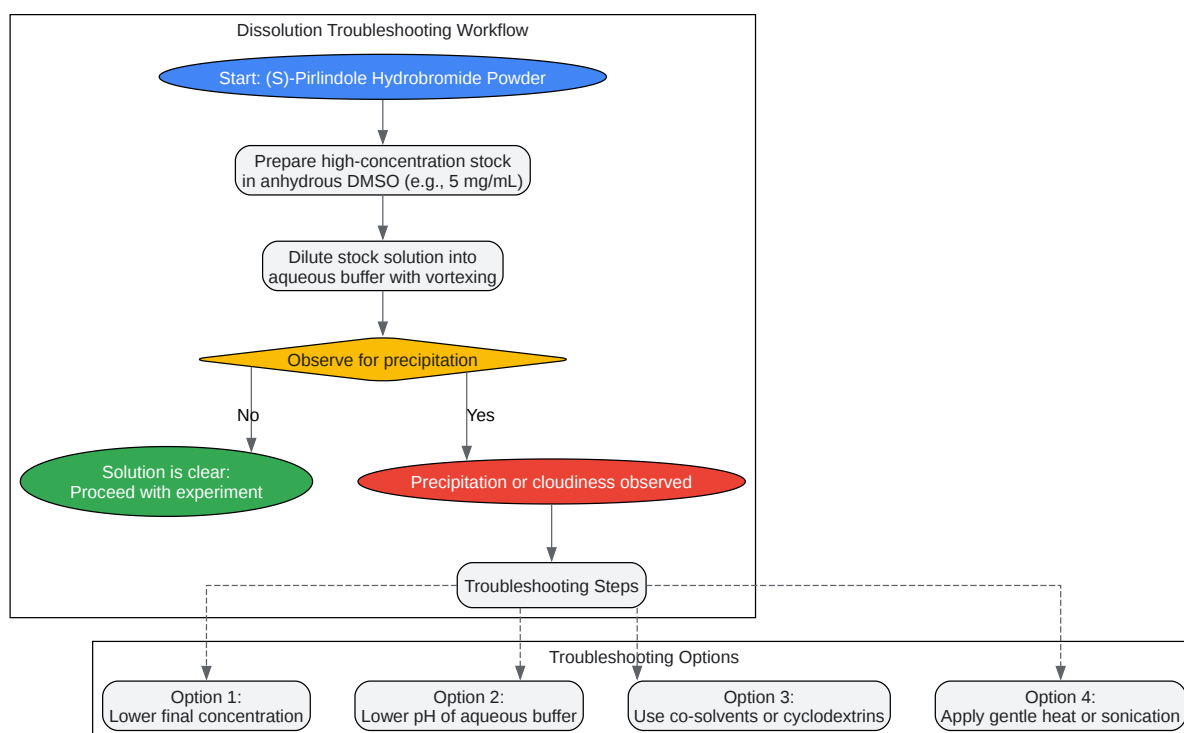 Dissolution Troubleshooting Workflow
Start: (S)-Pirlindole Hydrobromide Powder
Prepare high-concentration stock
in anhydrous DMSO (e.g., 5 mg/mL)
Dilute stock solution into
aqueous buffer with vortexing
Observe for precipitation
No
Yes
Solution is clear:
Proceed with experiment
Precipitation or cloudiness observed
Troubleshooting Steps
Troubleshooting Options
Option 1:
Lower final concentration
Option 2:
Lower pH of aqueous buffer
Option 3:
Use co-solvents or cyclodextrins
Option 4:
Apply gentle heat or sonication